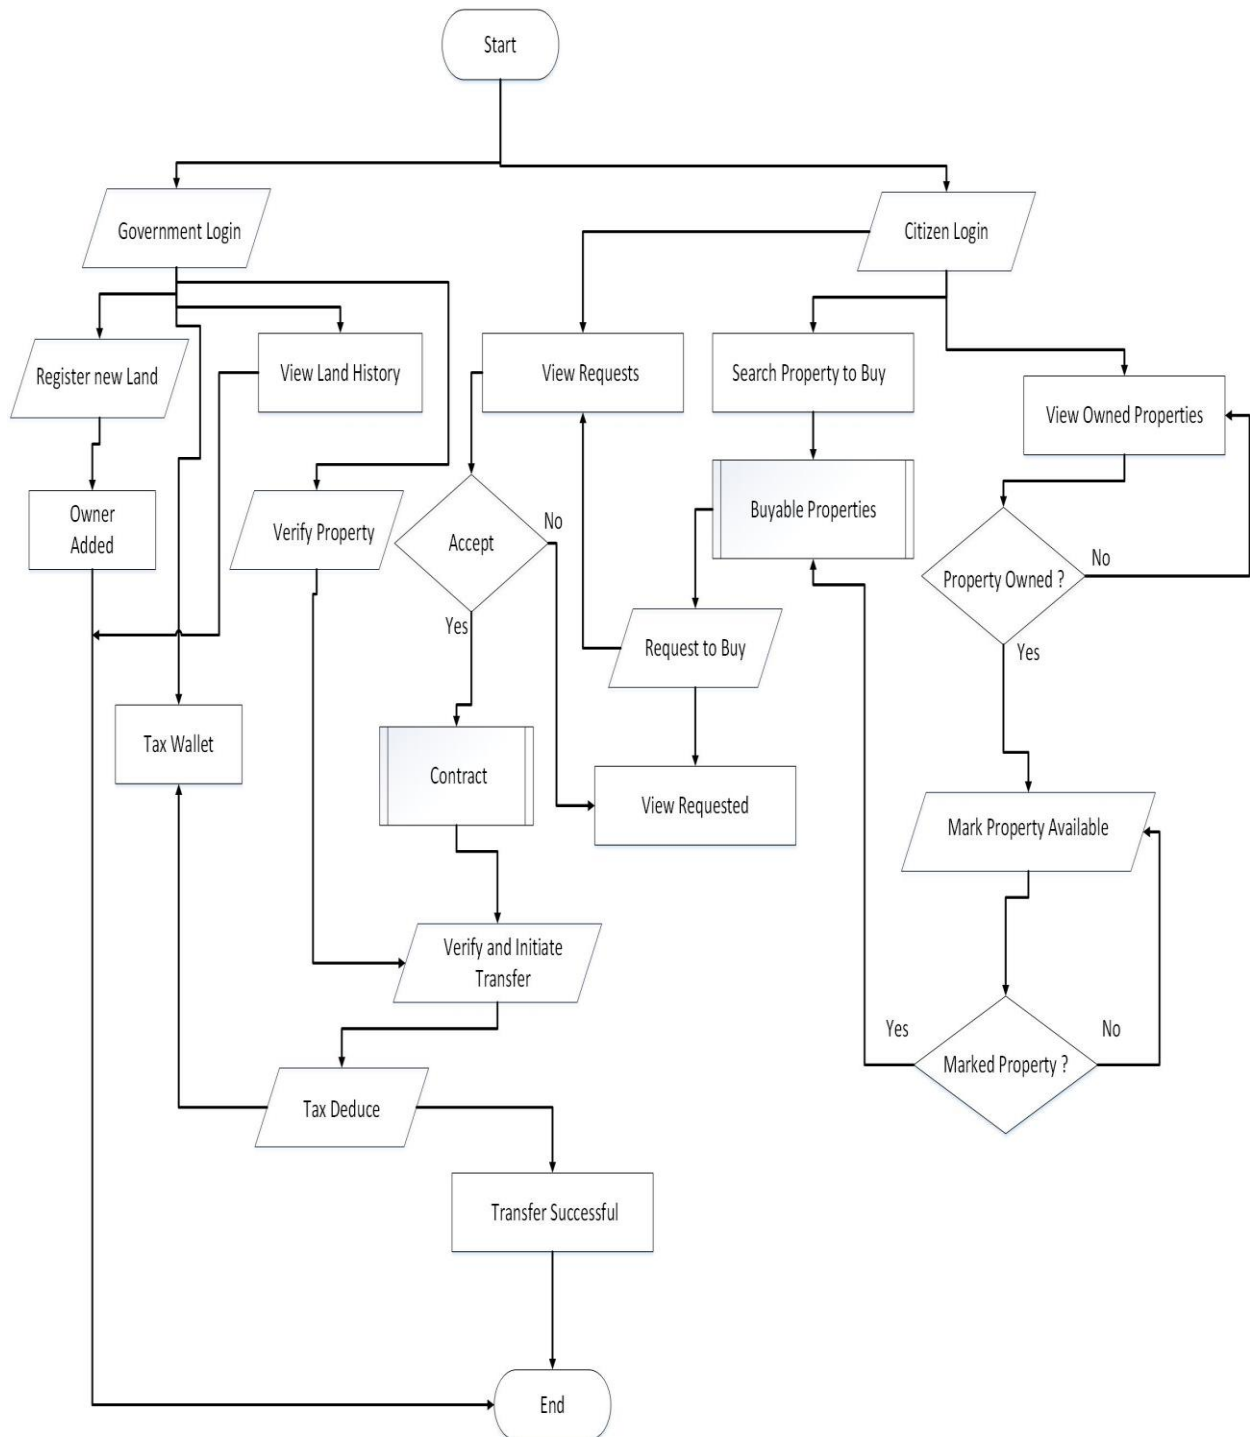 Start
Government Login
Citizen Login
Register new Land
View Land History
View Requests
Search Property to Buy
View Owned Properties
Owner
Added
Verify Property
Accept
No
Buyable Properties
Property Owned ?
No
Yes
Request to Buy
Yes
Tax Wallet
Contract
View Requested
Mark Property Available
Verify and Initiate
Transfer
Yes
No
Marked Property ?
Tax Deduce
Transfer Successful
End